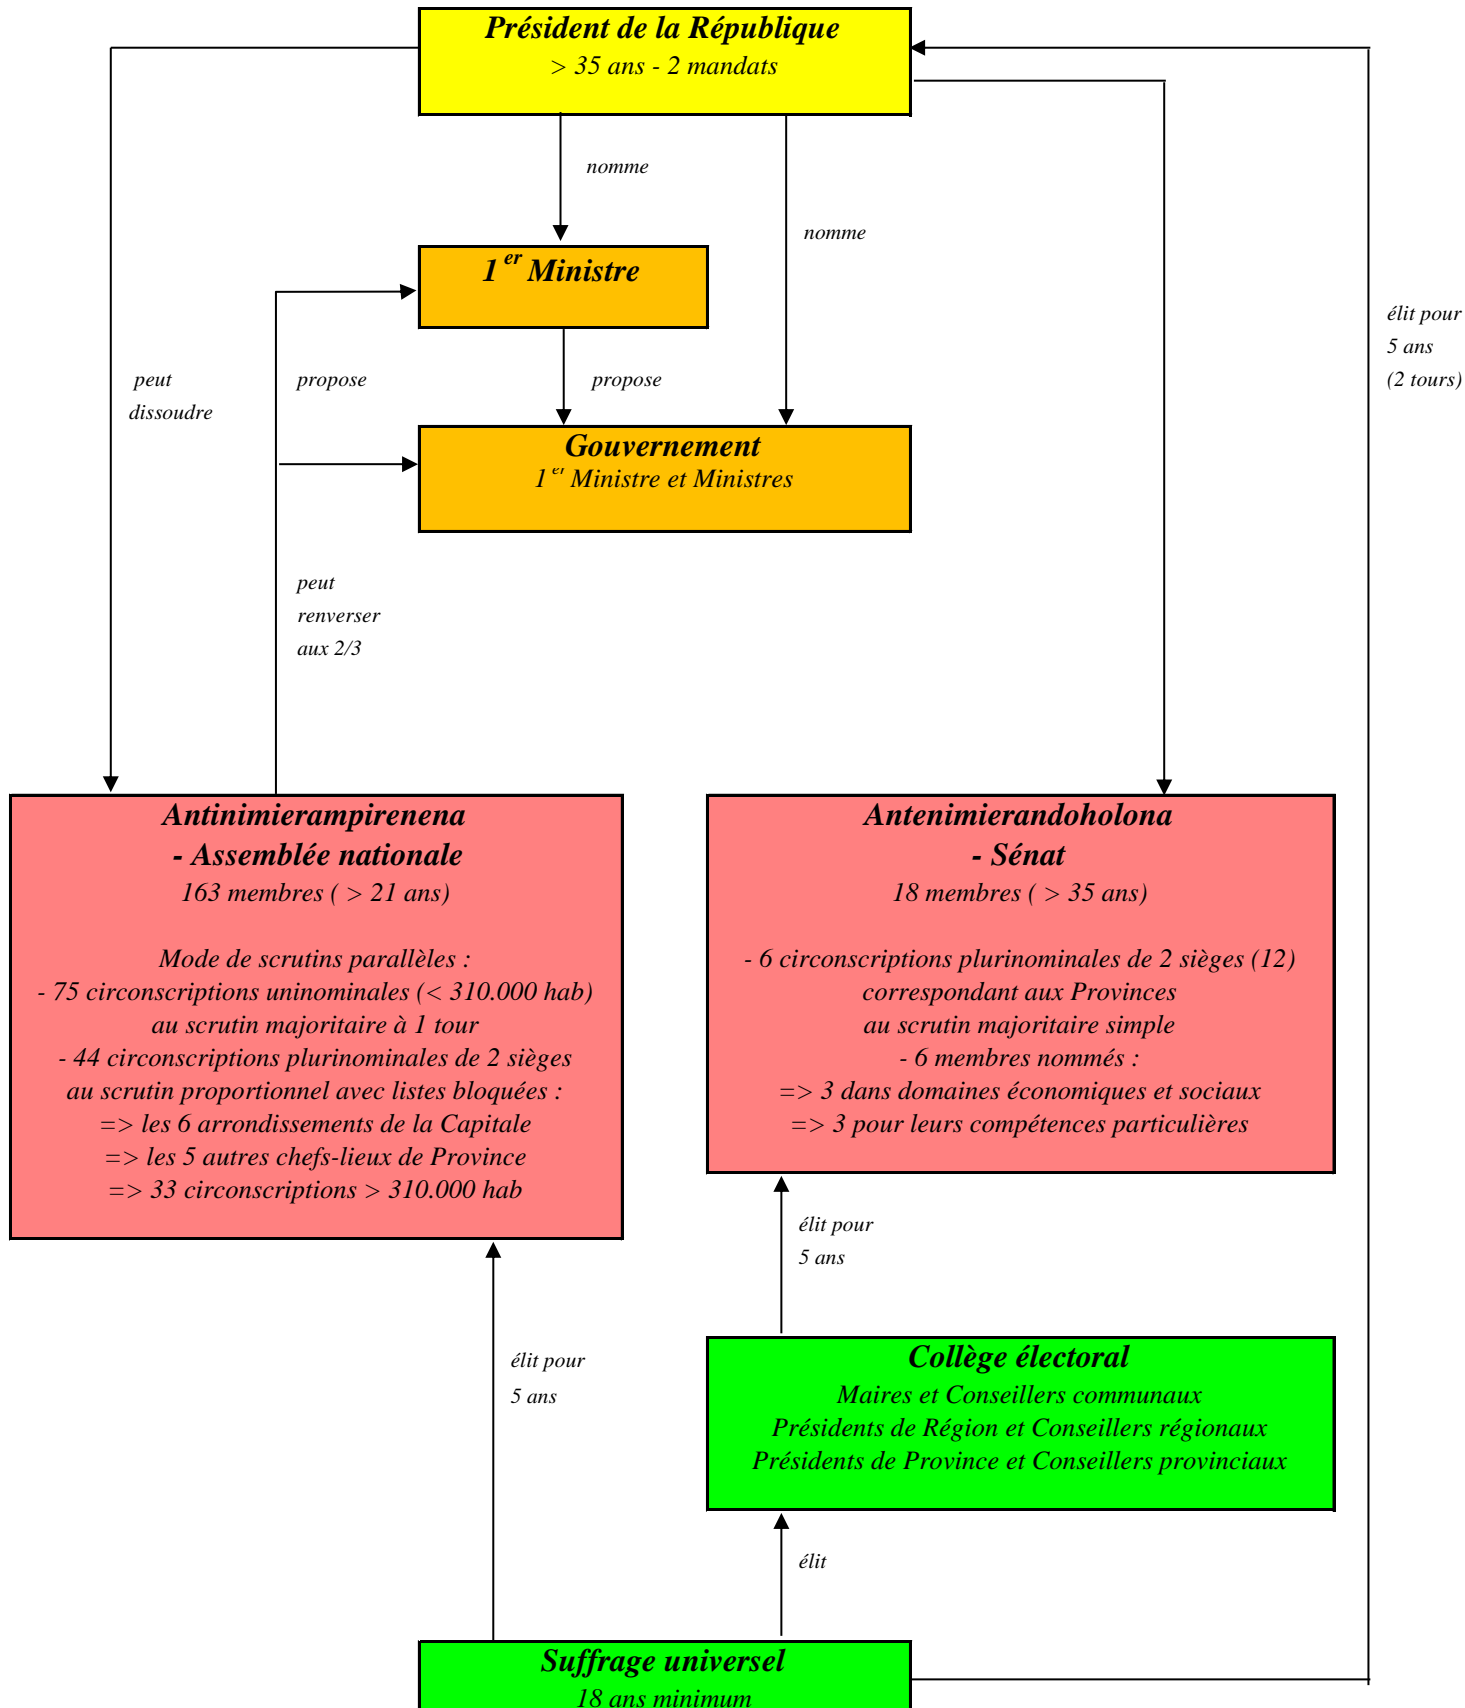 Président de la République
> 35 ans - 2 mandats
nomme
nomme
1er Ministre
élit pour
5 ans
(2 tours)
peut
dissoudre
propose
propose
Gouvernement
1er Ministre et Ministres
peut
renverser
aux 2/3
Antinimierampirenena
- Assemblée nationale
163 membres ( > 21 ans)
Mode de scrutins parallèles :
- 75 circonscriptions uninominales (< 310.000 hab)
au scrutin majoritaire à 1 tour
- 44 circonscriptions plurinominales de 2 sièges
au scrutin proportionnel avec listes bloquées :
=> les 6 arrondissements de la Capitale
=> les 5 autres chefs-lieux de Province
=> 33 circonscriptions > 310.000 hab
Antenimierandoholona
- Sénat
18 membres ( > 35 ans)
- 6 circonscriptions plurinominales de 2 sièges (12)
correspondant aux Provinces
au scrutin majoritaire simple
- 6 membres nommés :
=> 3 dans domaines économiques et sociaux
=> 3 pour leurs compétences particulières
élit pour
5 ans
élit pour
5 ans
Collège électoral
Maires et Conseillers communaux
Présidents de Région et Conseillers régionaux
Présidents de Province et Conseillers provinciaux
élit
Suffrage universel
18 ans minimum